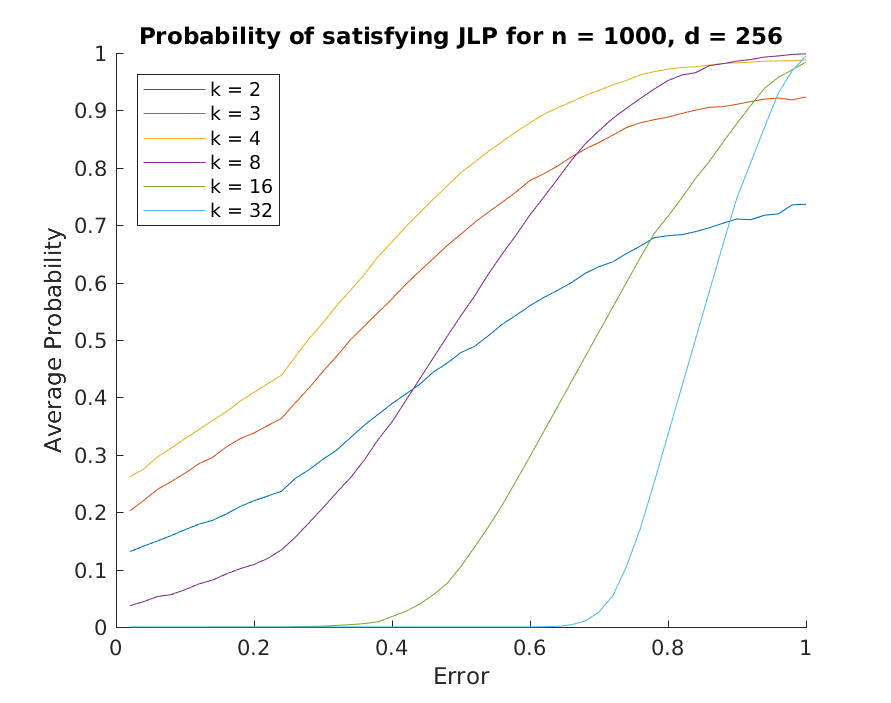 Probability of satisfying JLP for n = 1000, d = 256
k = 2
k = 3
k = 4
k = 8
k = 16
k = 32
Average Probability
1
0.9
0.8
0.7
0.6
0.5
0.4
0.3
0.2
0.1
0
0 0.2 0.4 0.6 0.8 1
Error